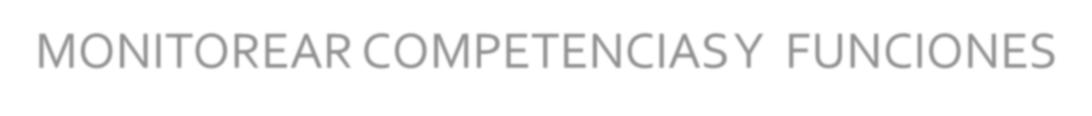 MONITOREAR COMPETENCIAS Y FUNCIONES